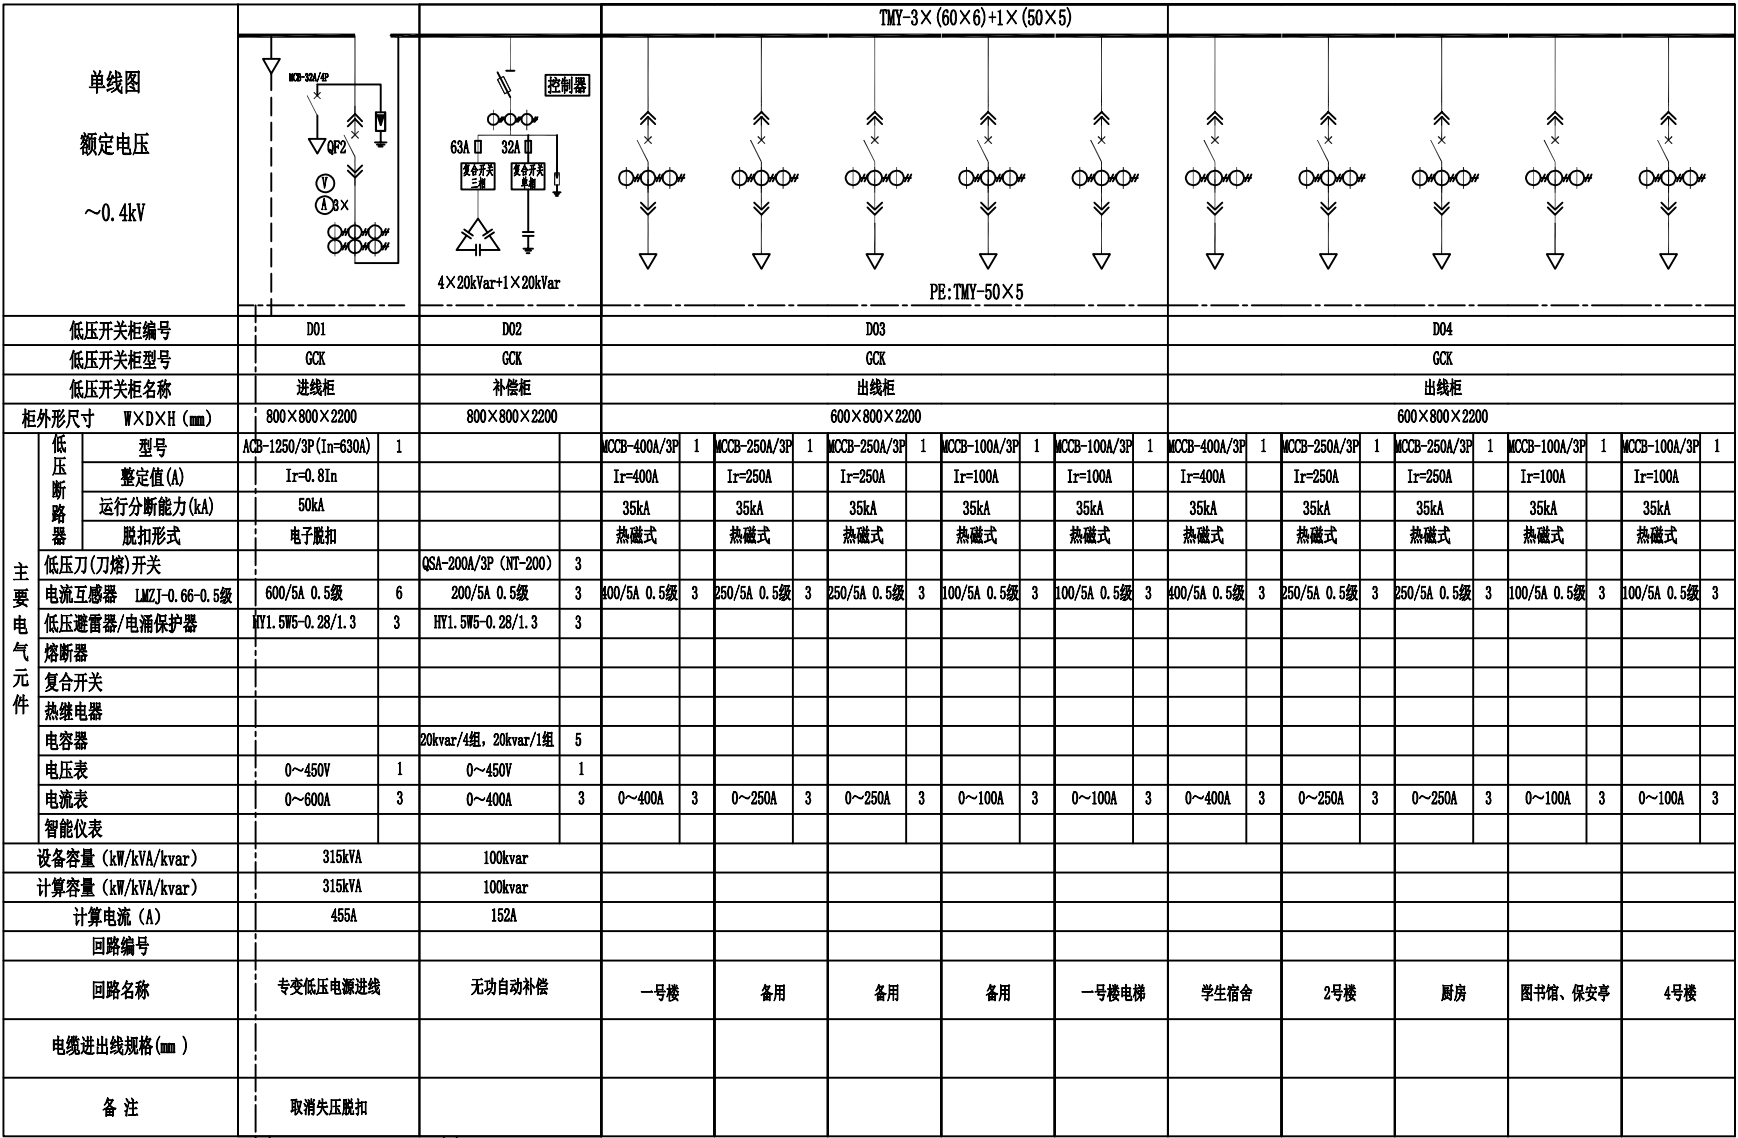 TMY-3×(60×6)+1×(50×5)
单线图
额定电压
～0.4kV
MCB-32A/4P
QF2
V
A 3×
控制器
63A 32A
复合开关 三相
复合开关 单相
4×20kVar+1×20kVar
PE:TMY-50×5
低压开关柜编号 D01 D02 D03 D04
低压开关柜型号 GCK GCK GCK GCK
低压开关柜名称 进线柜 补偿柜 出线柜 出线柜
柜外形尺寸 W×D×H (mm) 800×800×2200 800×800×2200 600×800×2200 600×800×2200
主要电气元件
低压断路器
型号 ACB-1250/3P(In=630A) 1 MCCB-400A/3P 1 MCCB-250A/3P 1 MCCB-250A/3P 1 MCCB-100A/3P 1 MCCB-100A/3P 1 MCCB-400A/3P 1 MCCB-250A/3P 1 MCCB-250A/3P 1 MCCB-100A/3P 1 MCCB-100A/3P 1
整定值(A) Ir=0.8In Ir=400A Ir=250A Ir=250A Ir=100A Ir=100A Ir=400A Ir=250A Ir=250A Ir=100A Ir=100A
运行分断能力(kA) 50kA 35kA 35kA 35kA 35kA 35kA 35kA 35kA 35kA 35kA 35kA
脱扣形式 电子脱扣 热磁式 热磁式 热磁式 热磁式 热磁式 热磁式 热磁式 热磁式 热磁式 热磁式
低压刀(刀熔)开关 QSA-200A/3P (NT-200) 3
电流互感器 LMZJ-0.66-0.5级 600/5A 0.5级 6 200/5A 0.5级 3 400/5A 0.5级 3 250/5A 0.5级 3 250/5A 0.5级 3 100/5A 0.5级 3 100/5A 0.5级 3 400/5A 0.5级 3 250/5A 0.5级 3 250/5A 0.5级 3 100/5A 0.5级 3 100/5A 0.5级 3
低压避雷器/电涌保护器 HY1.5W5-0.28/1.3 3 HY1.5W5-0.28/1.3 3
熔断器
复合开关
热继电器
电容器 20kvar/4组, 20kvar/1组 5
电压表 0～450V 1 0～450V 1
电流表 0～600A 3 0～400A 3 0～400A 3 0～250A 3 0～250A 3 0～100A 3 0～100A 3 0～400A 3 0～250A 3 0～250A 3 0～100A 3 0～100A 3
智能仪表
设备容量 (kW/kVA/kvar) 315kVA 100kvar
计算容量 (kW/kVA/kvar) 315kVA 100kvar
计算电流 (A) 455A 152A
回路编号
回路名称 专变低压电源进线 无功自动补偿 一号楼 备用 备用 备用 一号楼电梯 学生宿舍 2号楼 厨房 图书馆、保安亭 4号楼
电缆进出线规格(mm )
备 注 取消失压脱扣